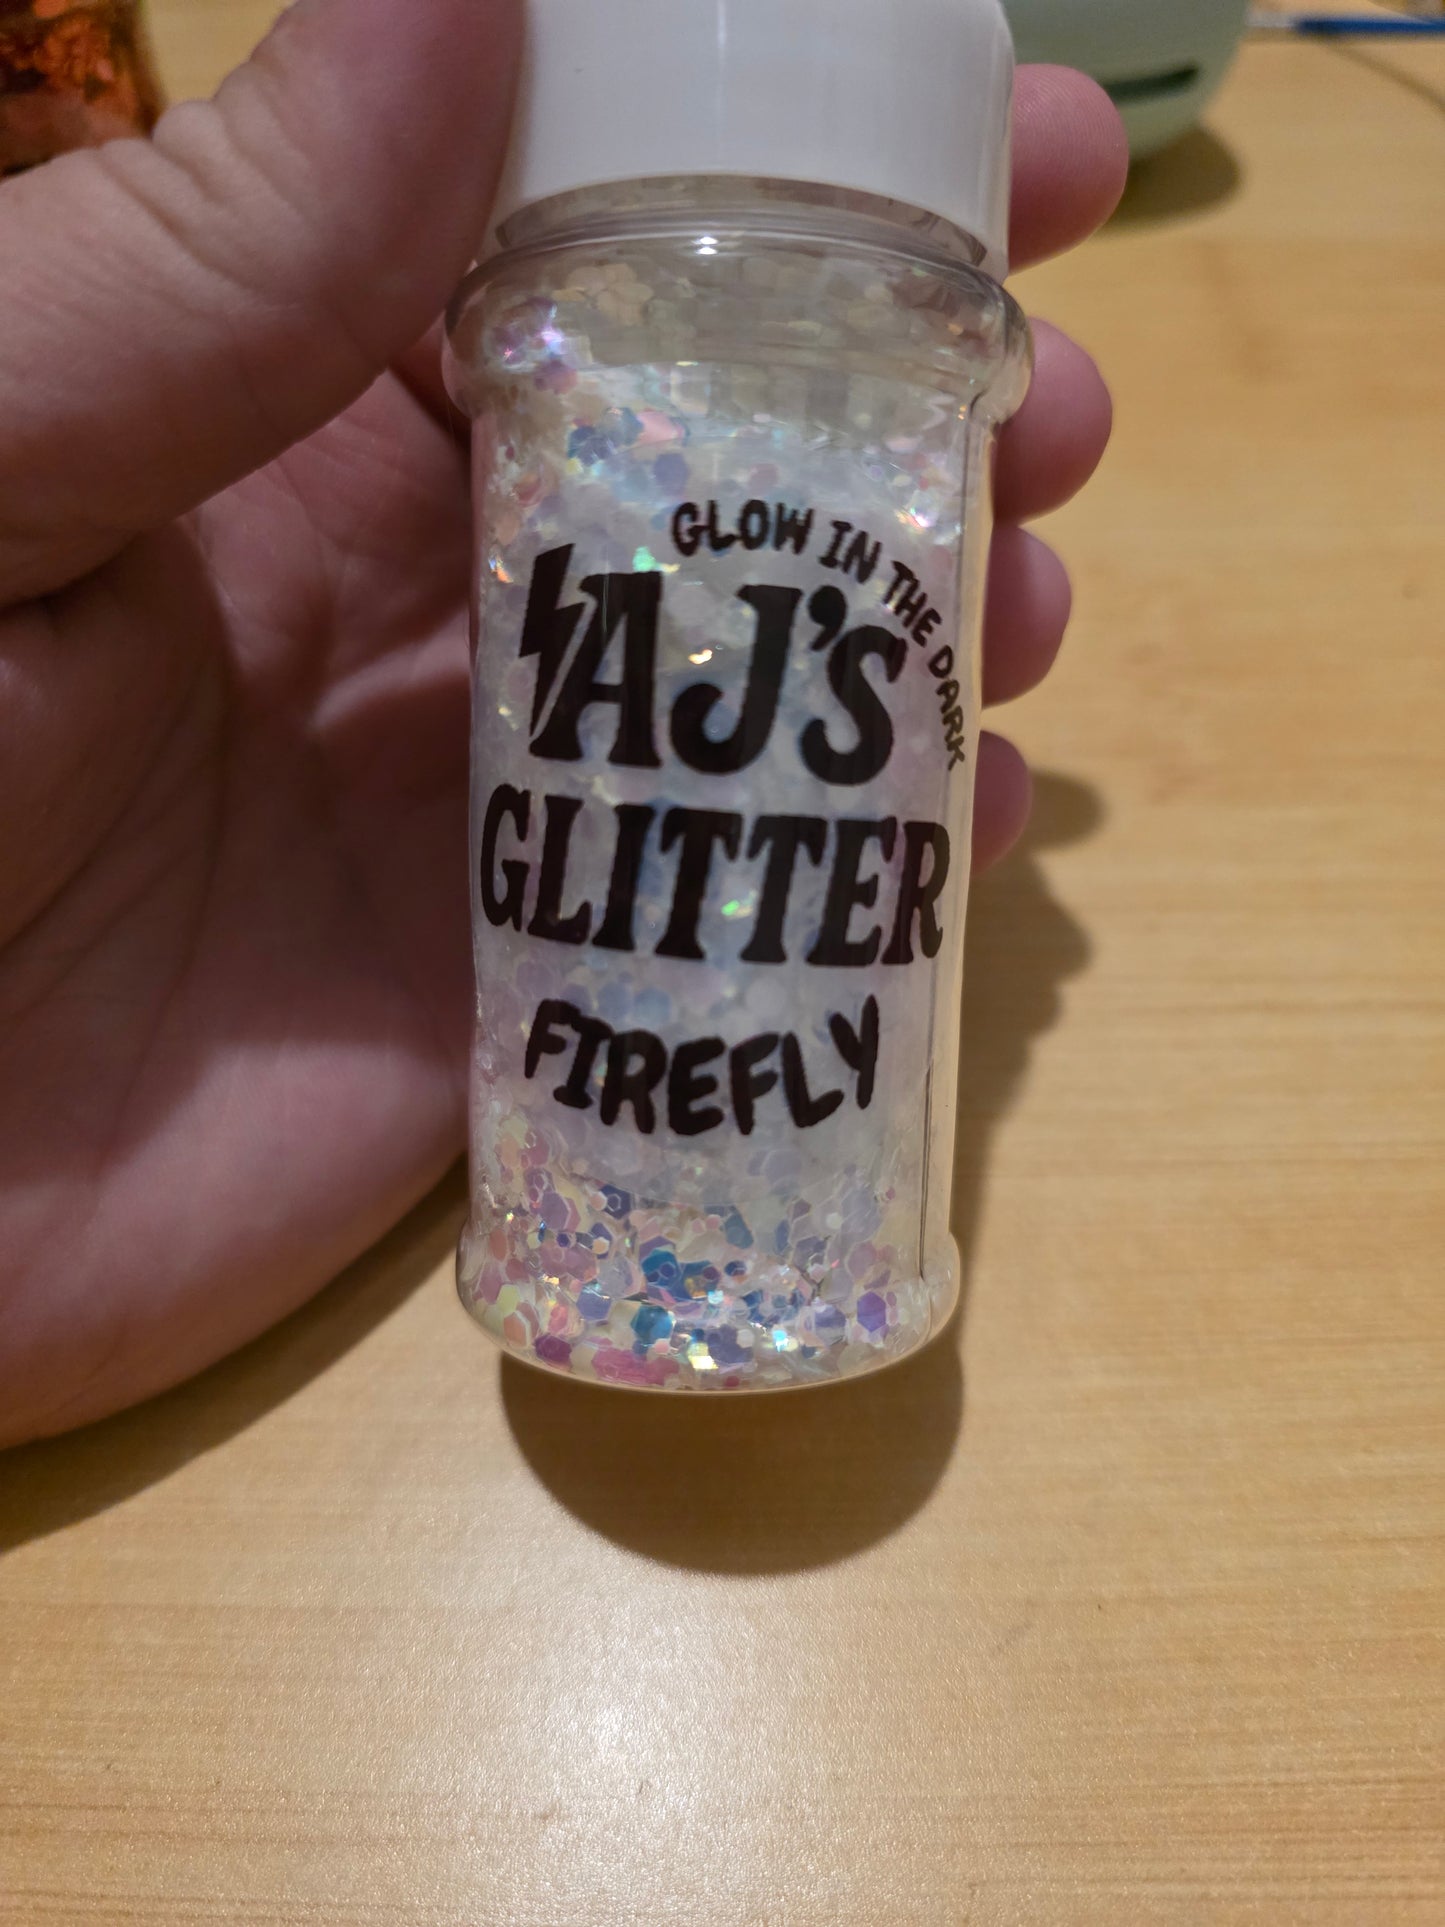 GLOW IN THE DARK
AJ'S
GLITTER
FIREFLY